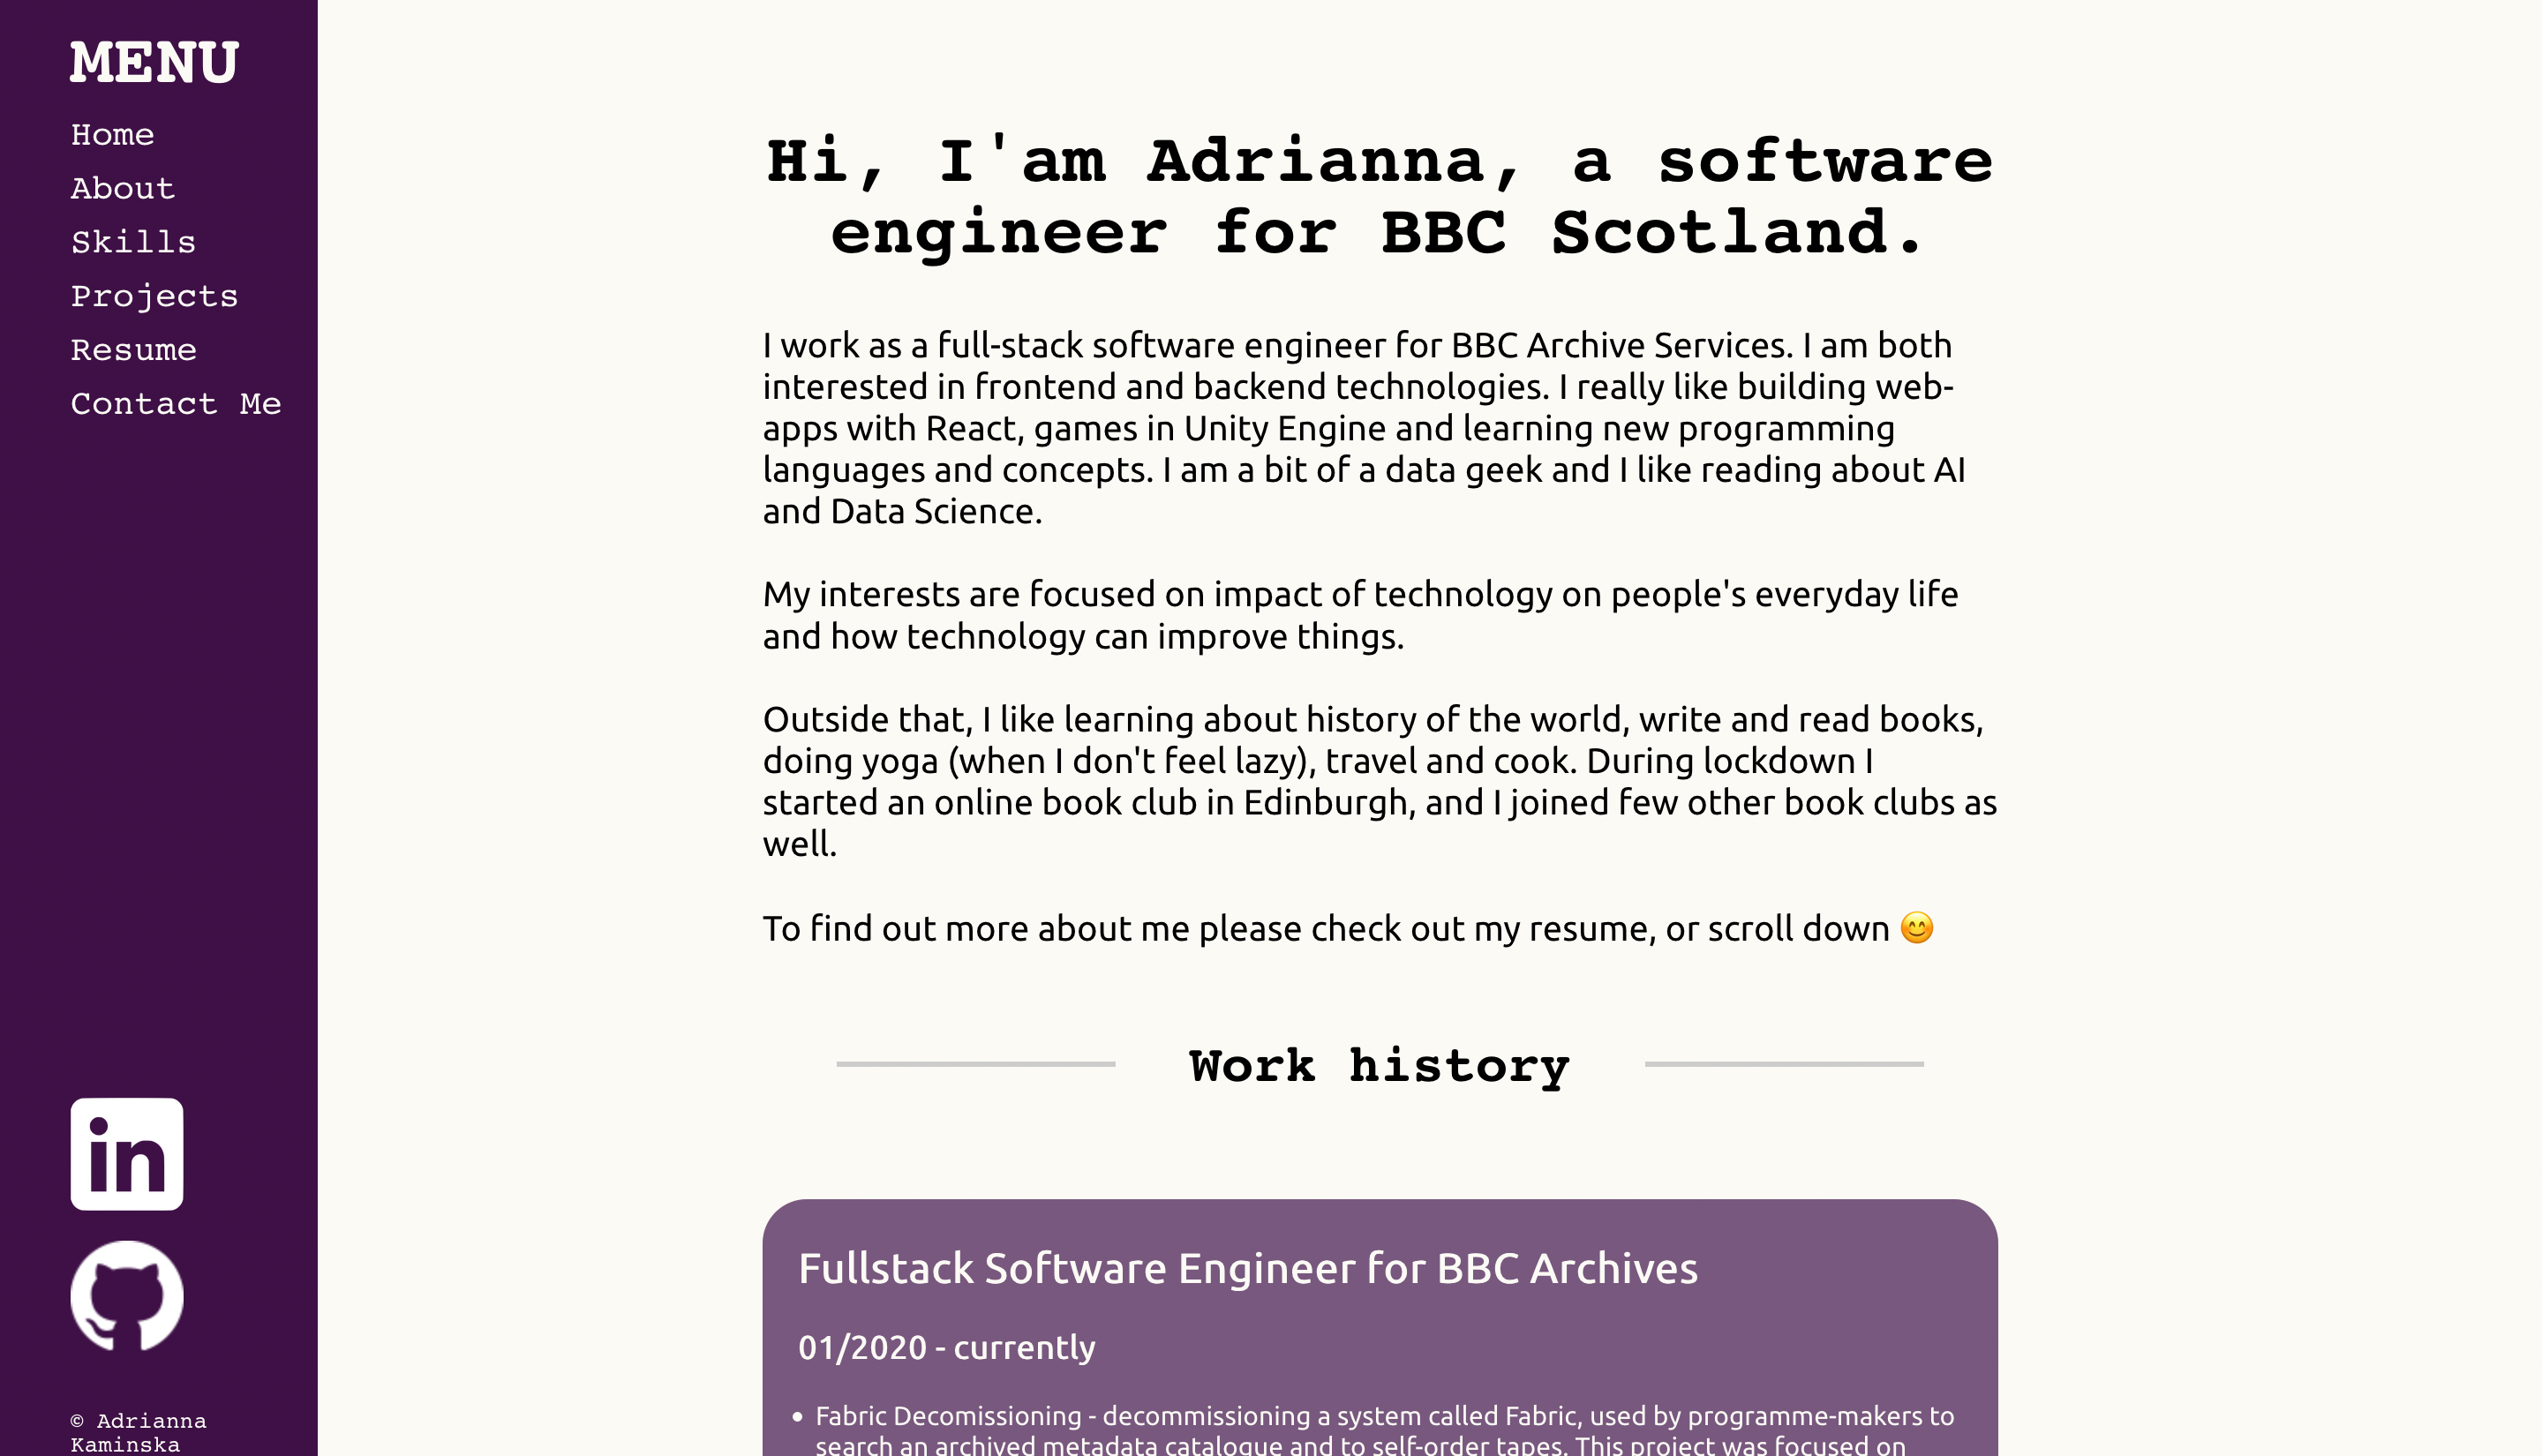 MENU
Home
About
Skills
Projects
Resume
Contact Me
in
© Adrianna
Kaminska
Hi, I'am Adrianna, a software
engineer for BBC Scotland.
I work as a full-stack software engineer for BBC Archive Services. I am both
interested in frontend and backend technologies. I really like building web-
apps with React, games in Unity Engine and learning new programming
languages and concepts. I am a bit of a data geek and I like reading about AI
and Data Science.
My interests are focused on impact of technology on people's everyday life
and how technology can improve things.
Outside that, I like learning about history of the world, write and read books,
doing yoga (when I don't feel lazy), travel and cook. During lockdown I
started an online book club in Edinburgh, and I joined few other book clubs as
well.
To find out more about me please check out my resume, or scroll down 😊
Work history
Fullstack Software Engineer for BBC Archives
01/2020 - currently
• Fabric Decomissioning - decommissioning a system called Fabric, used by programme-makers to
search an archived metadata catalogue and to self-order tapes. This project was focused on